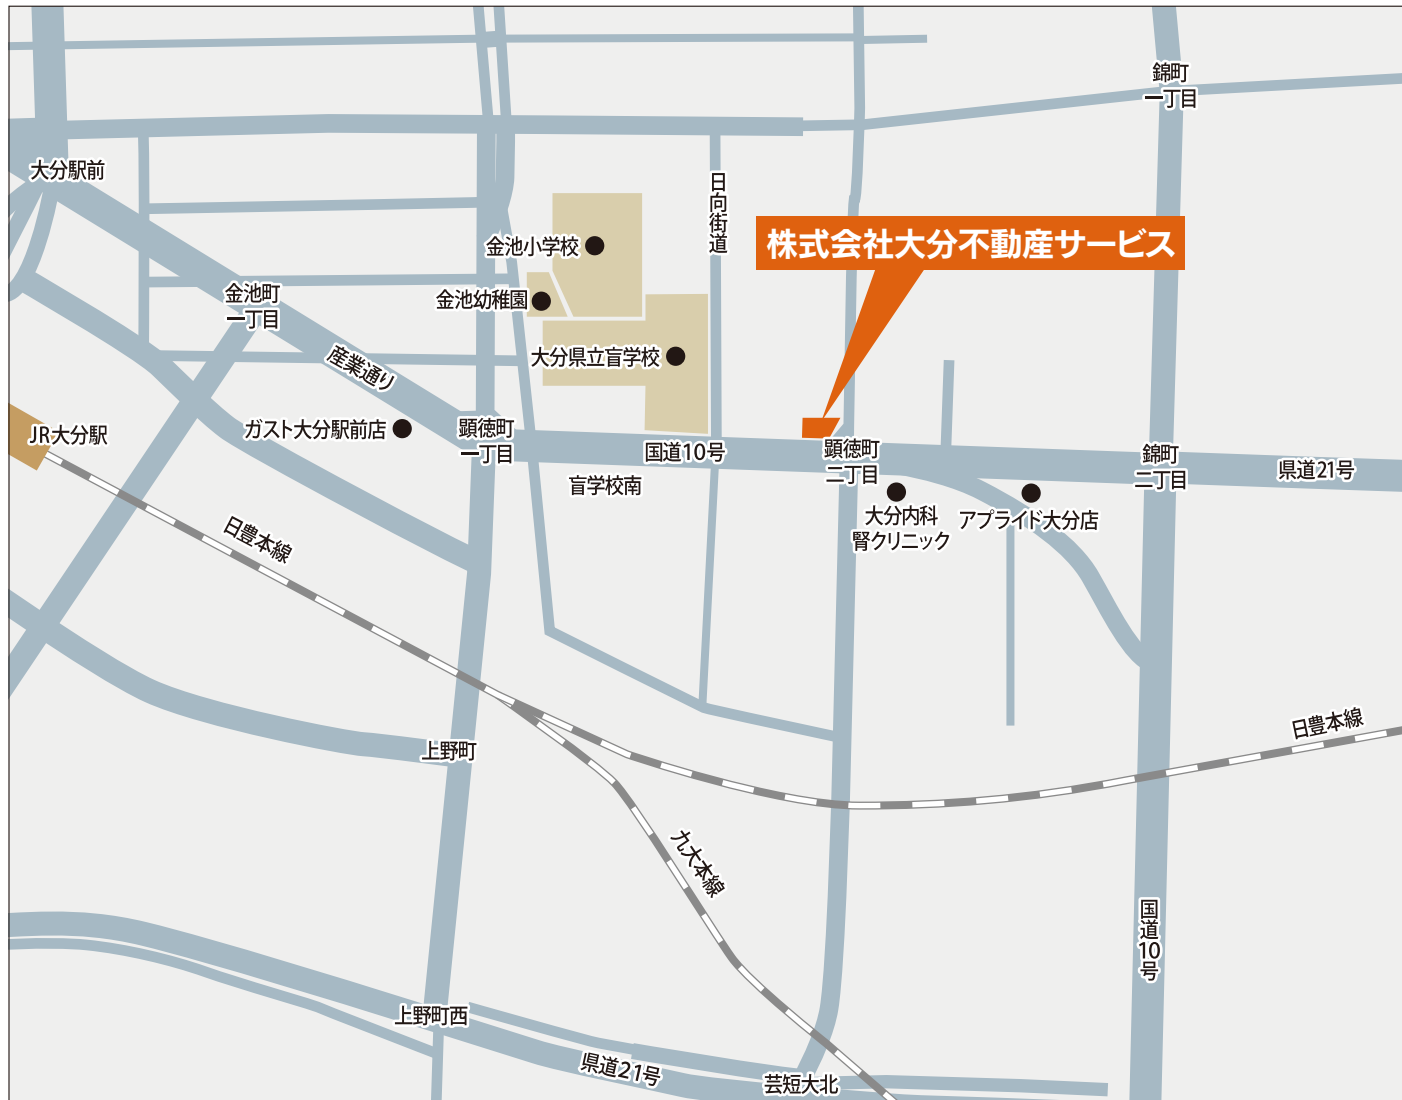 錦町
一丁目
大分駅前
日向街道
株式会社大分不動産サービス
金池小学校
金池幼稚園
金池町
一丁目
大分県立盲学校
産業通り
JR大分駅
ガスト大分駅前店
顕徳町
一丁目
国道10号
顕徳町
二丁目
錦町
二丁目
県道21号
盲学校南
大分内科
腎クリニック
アプライド大分店
日豊本線
日豊本線
上野町
九大本線
国道10号
上野町西
県道21号
芸短大北